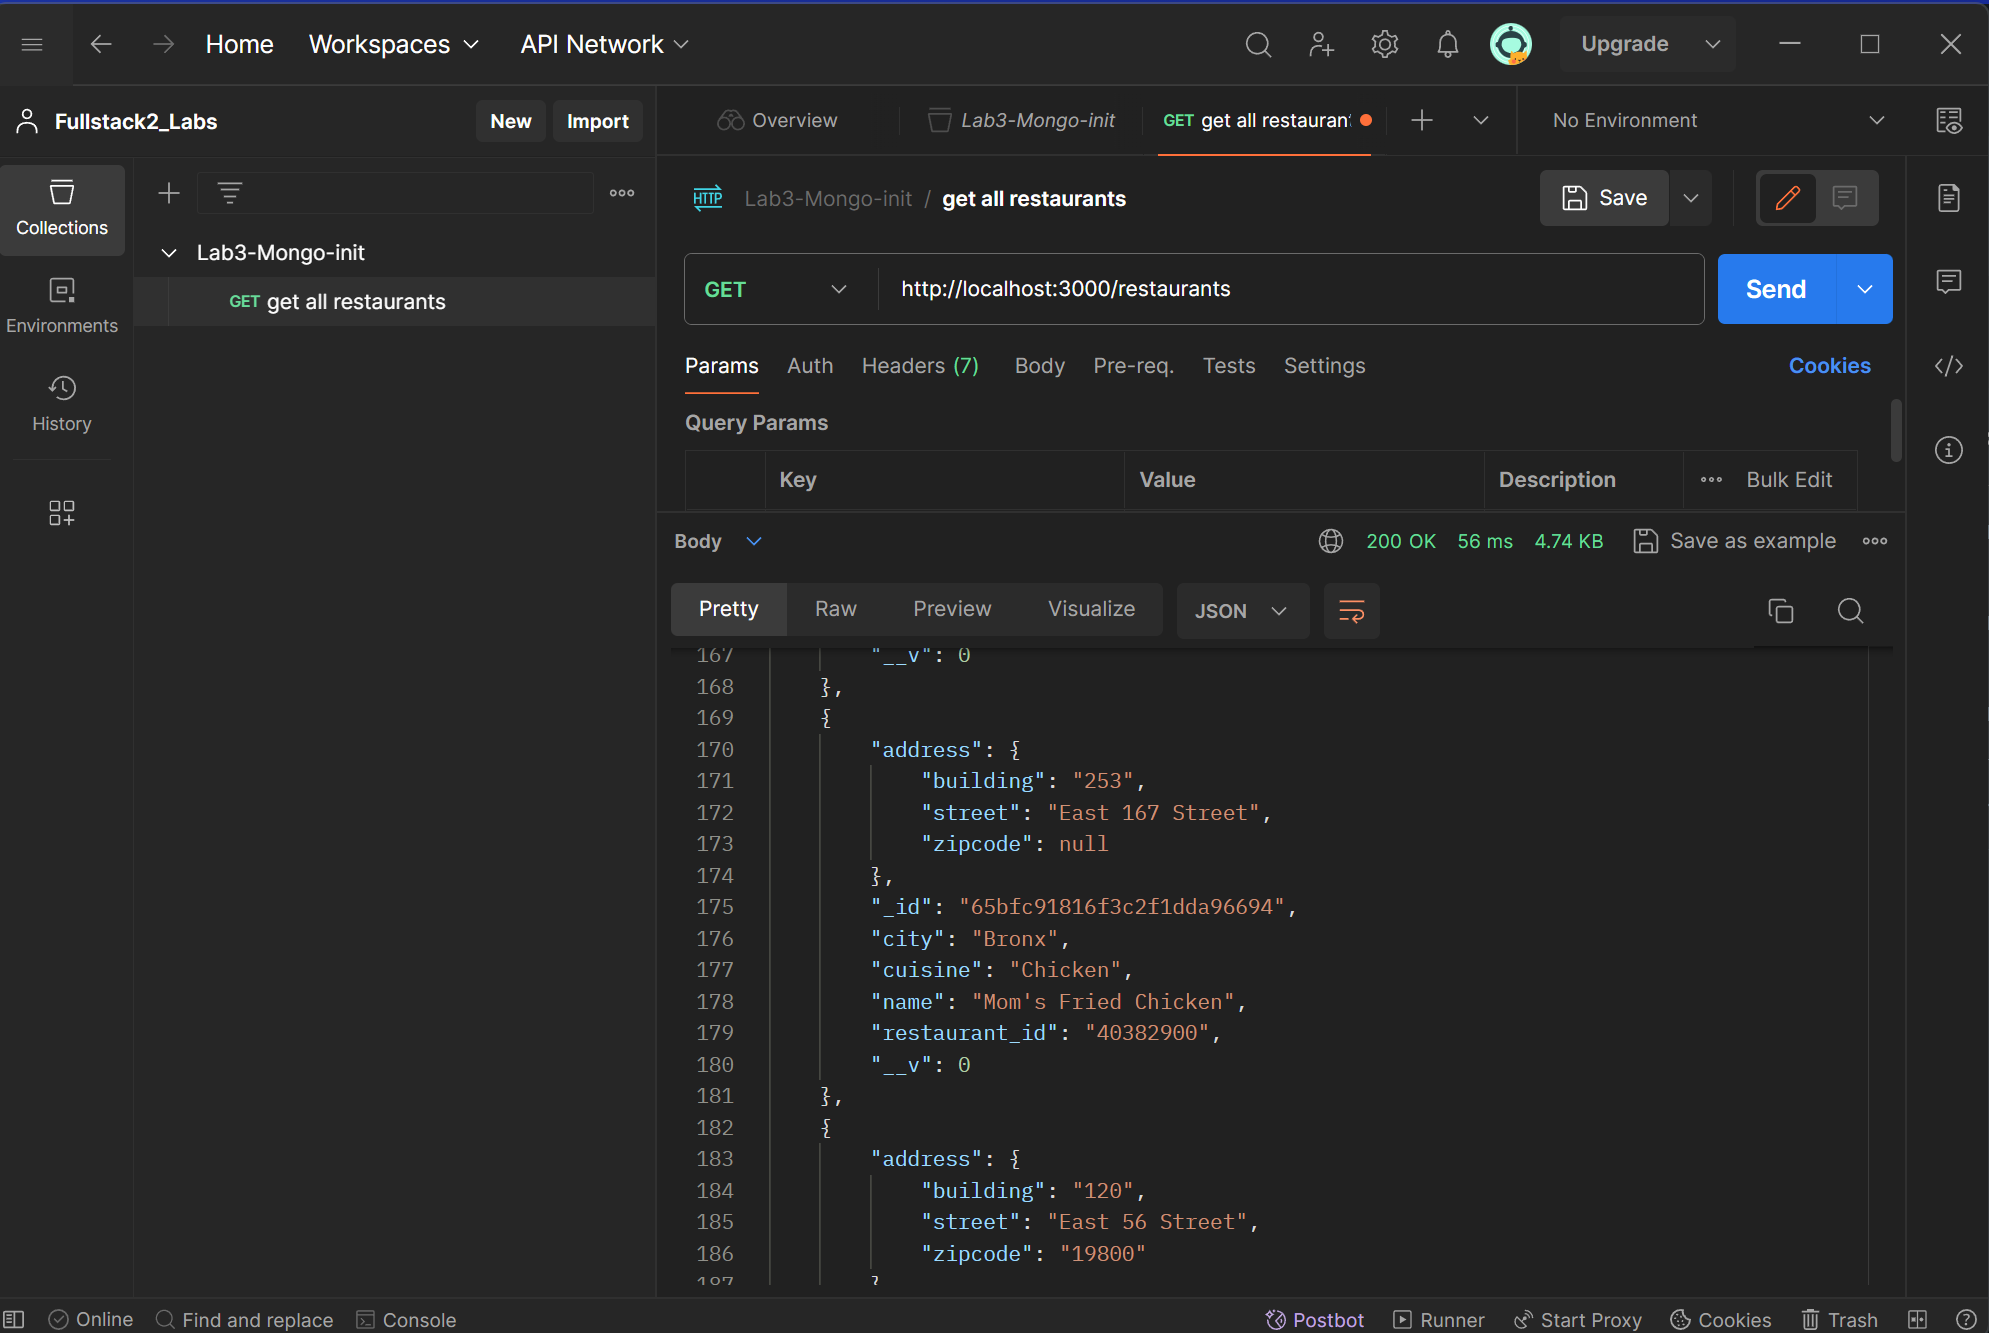 Home Workspaces API Network Upgrade
Fullstack2_Labs New Import
Overview Lab3-Mongo-init GET get all restauran No Environment
Collections
Environments
History
Lab3-Mongo-init
GET get all restaurants
HTTP Lab3-Mongo-init / get all restaurants Save
GET http://localhost:3000/restaurants Send
Params Auth Headers (7) Body Pre-req. Tests Settings Cookies
Query Params
Key Value Description Bulk Edit
Body 200 OK 56 ms 4.74 KB Save as example
Pretty Raw Preview Visualize JSON
167 "__v": 0
168 },
169 {
170 "address": {
171 "building": "253",
172 "street": "East 167 Street",
173 "zipcode": null
174 },
175 "_id": "65bfc91816f3c2f1dda96694",
176 "city": "Bronx",
177 "cuisine": "Chicken",
178 "name": "Mom's Fried Chicken",
179 "restaurant_id": "40382900",
180 "__v": 0
181 },
182 {
183 "address": {
184 "building": "120",
185 "street": "East 56 Street",
186 "zipcode": "19800"
187 }
Online Find and replace Console Postbot Runner Start Proxy Cookies Trash